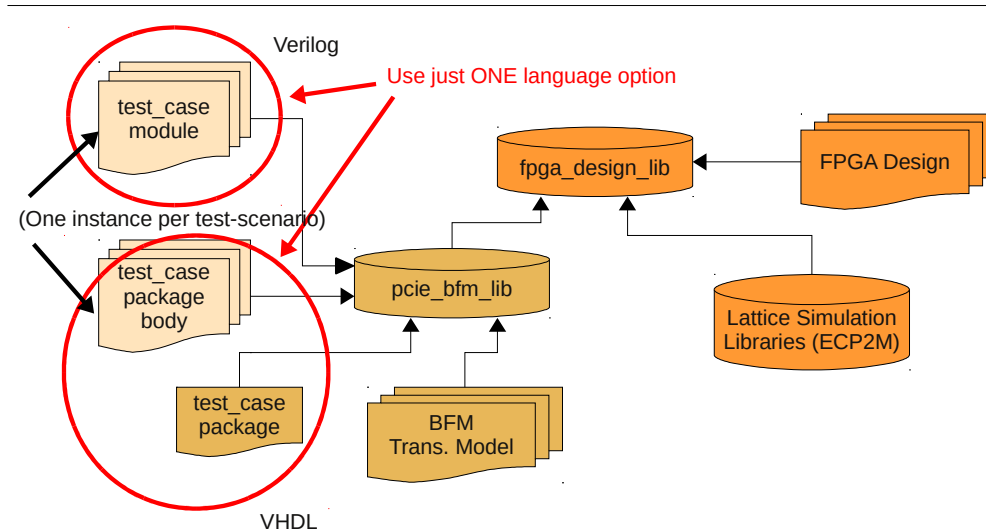 Verilog
Use just ONE language option
test_case
module
fpga_design_lib
FPGA Design
(One instance per test-scenario)
test_case
package
body
pcie_bfm_lib
Lattice Simulation
Libraries (ECP2M)
test_case
package
BFM
Trans. Model
VHDL